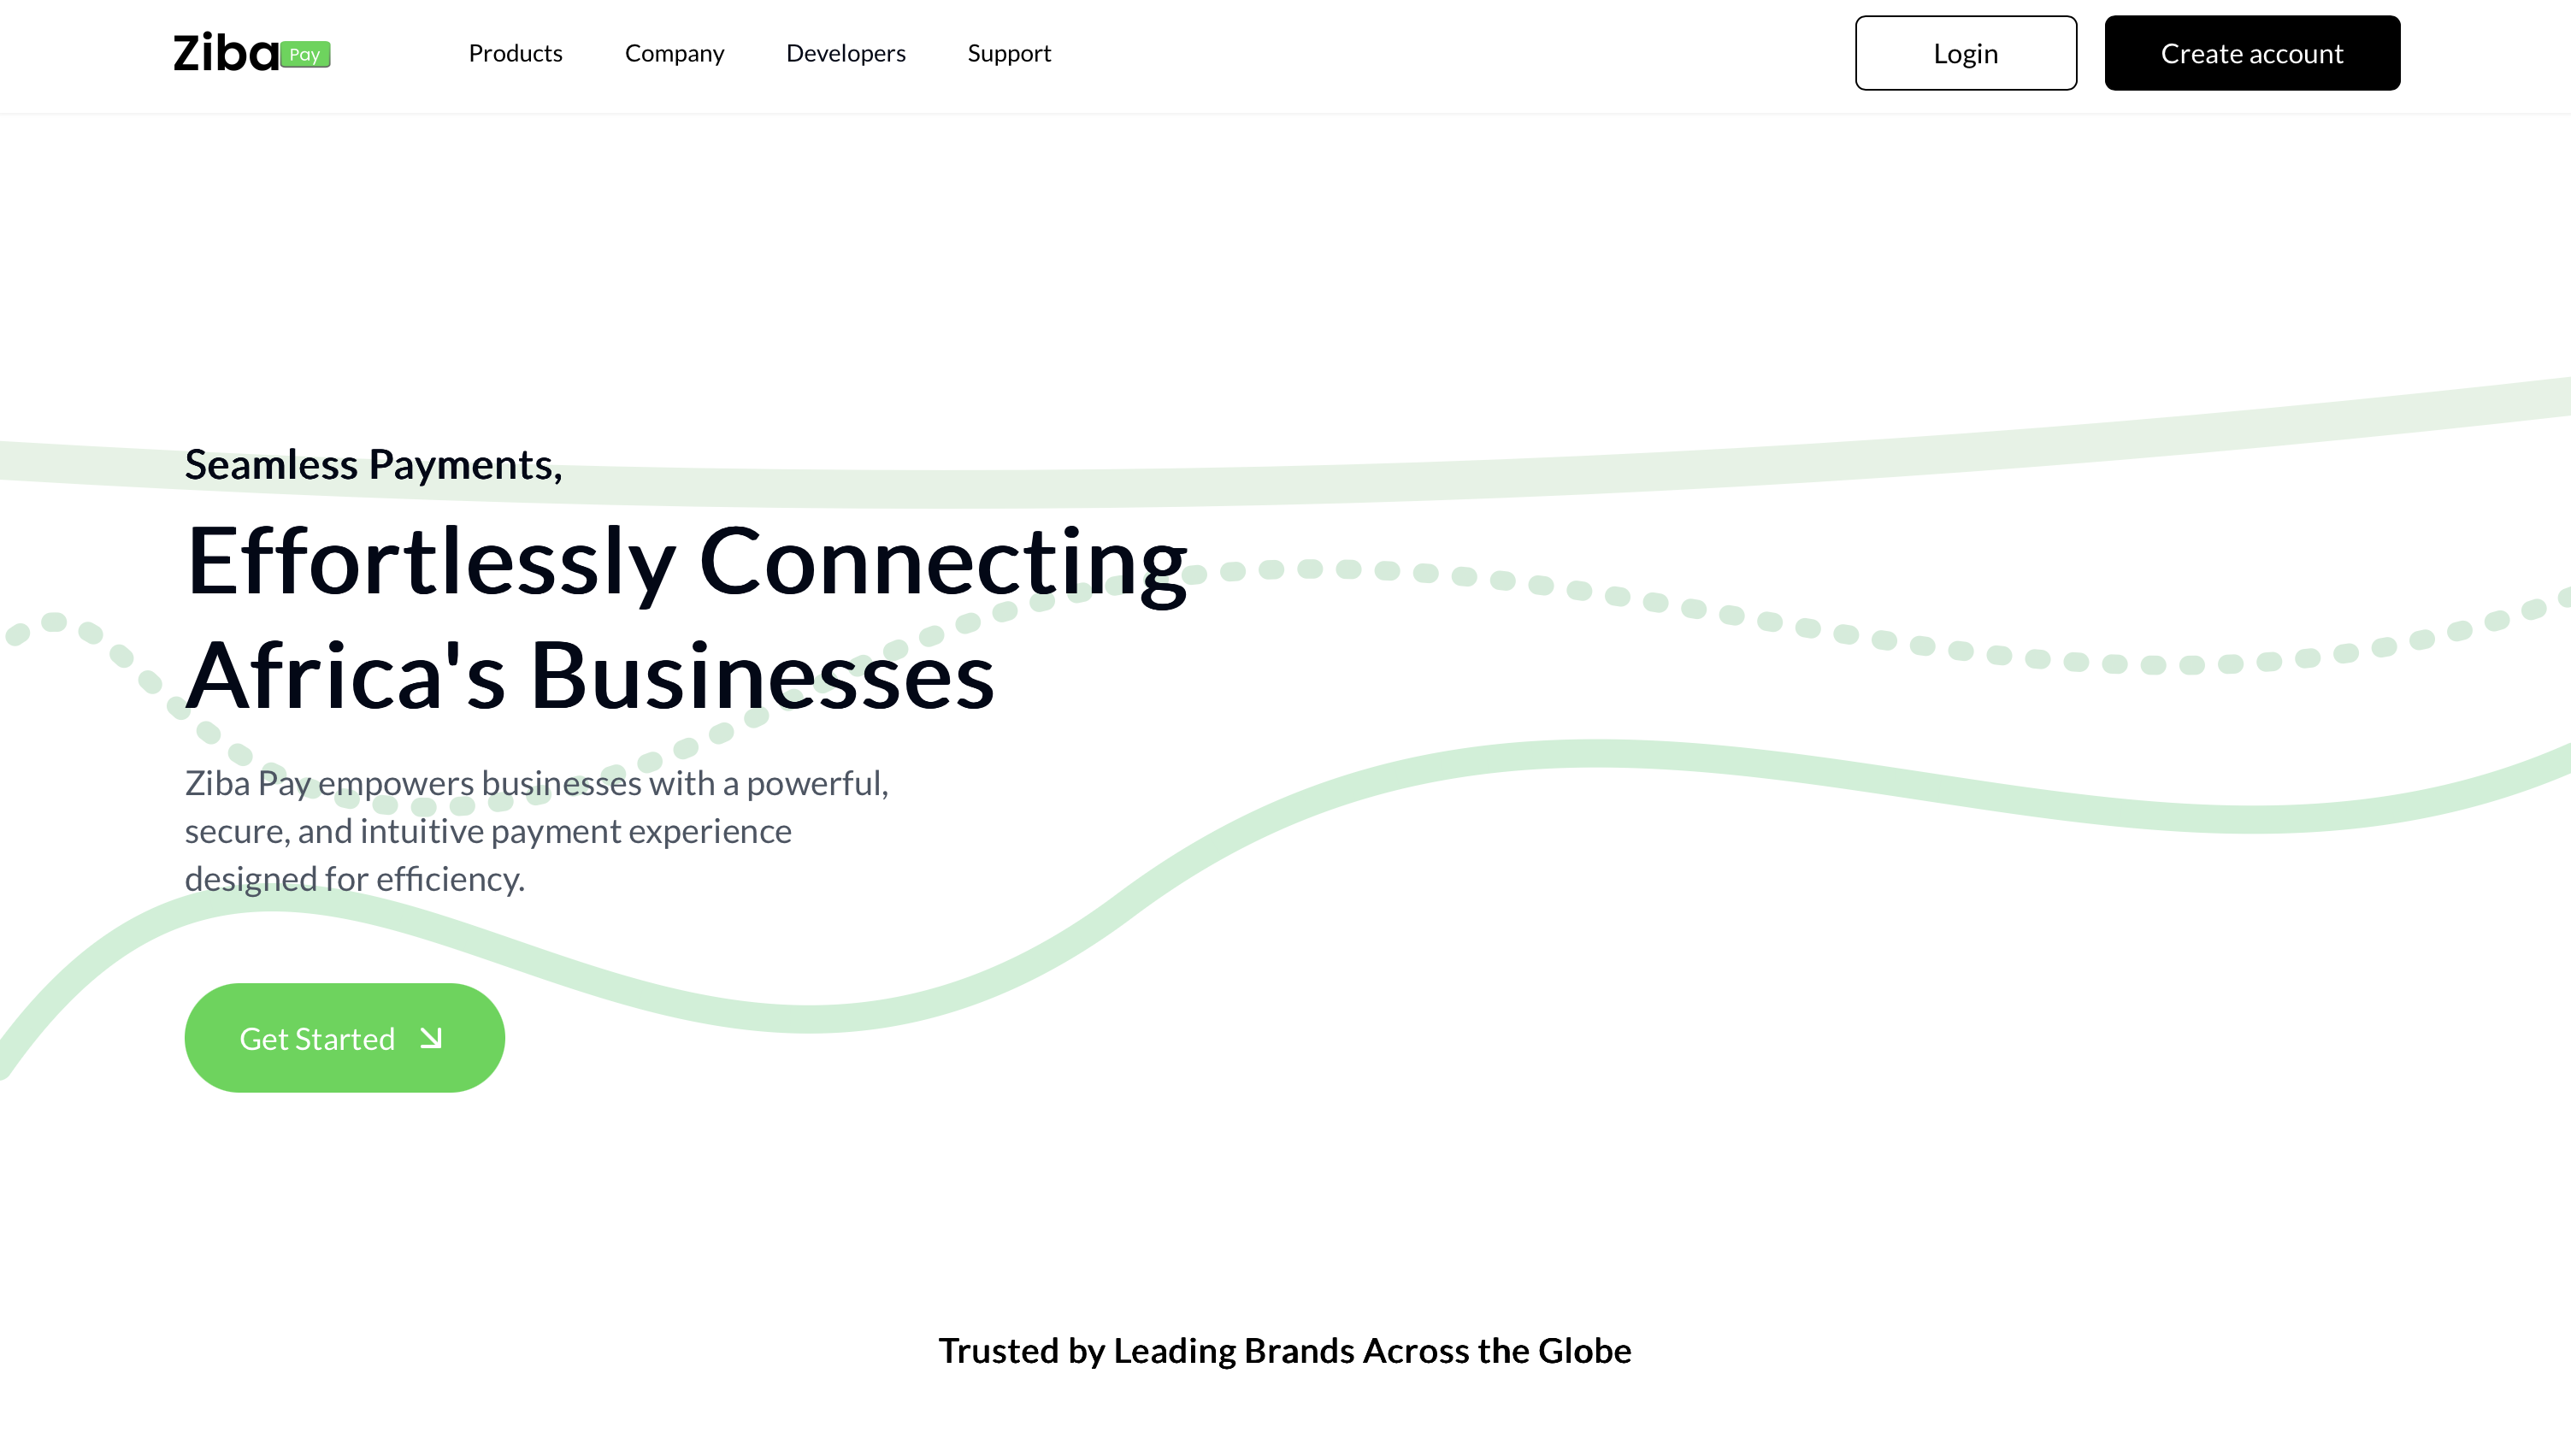 Ziba Pay
Products
Company
Developers
Support
Login
Create account
Seamless Payments,
Effortlessly Connecting
Africa's Businesses
Ziba Pay empowers businesses with a powerful,
secure, and intuitive payment experience
designed for efficiency.
Get Started
Trusted by Leading Brands Across the Globe